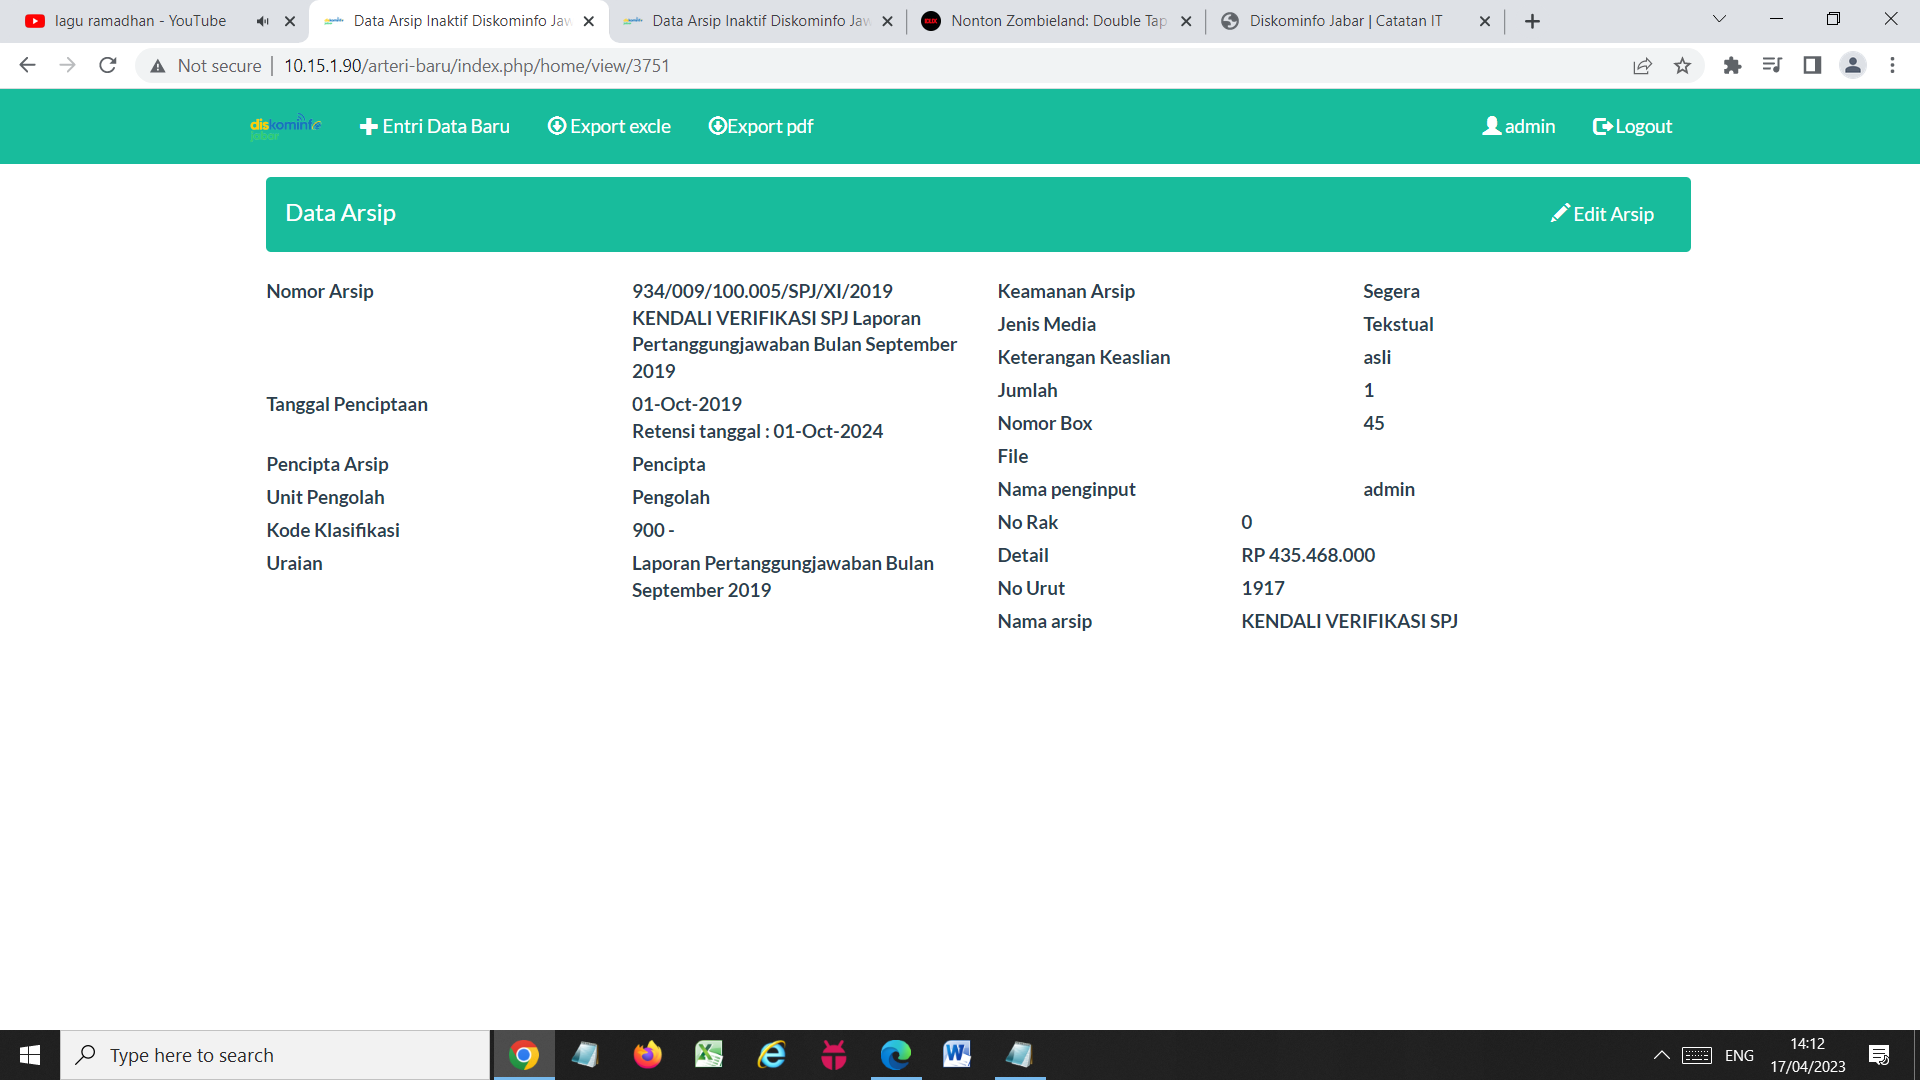 lagu ramadhan - YouTube
Data Arsip Inaktif Diskominfo Jaw
Data Arsip Inaktif Diskominfo Jaw
Nonton Zombieland: Double Tap
Diskominfo Jabar | Catatan IT
Not secure
10.15.1.90/arteri-baru/index.php/home/view/3751
diskominfo
jabar
Entri Data Baru
Export excle
Export pdf
admin
Logout
Data Arsip
Edit Arsip
Nomor Arsip
934/009/100.005/SPJ/XI/2019
KENDALI VERIFIKASI SPJ Laporan
Pertanggungjawaban Bulan September
2019
Tanggal Penciptaan
01-Oct-2019
Retensi tanggal : 01-Oct-2024
Pencipta Arsip
Pencipta
Unit Pengolah
Pengolah
Kode Klasifikasi
900 -
Uraian
Laporan Pertanggungjawaban Bulan
September 2019
Keamanan Arsip
Segera
Jenis Media
Tekstual
Keterangan Keaslian
asli
Jumlah
1
Nomor Box
45
File
Nama penginput
admin
No Rak
0
Detail
RP 435.468.000
No Urut
1917
Nama arsip
KENDALI VERIFIKASI SPJ
Type here to search
ENG
14:12
17/04/2023